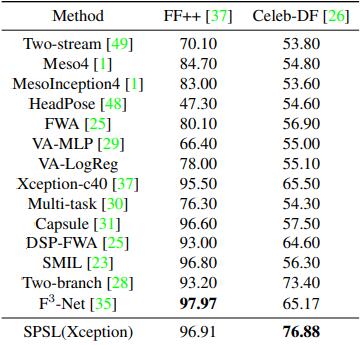 Method FF++ [37] Celeb-DF [26]
Two-stream [49] 70.10 53.80
Meso4 [1] 84.70 54.80
MesoInception4 [1] 83.00 53.60
HeadPose [48] 47.30 54.60
FWA [25] 80.10 56.90
VA-MLP [29] 66.40 55.00
VA-LogReg 78.00 55.10
Xception-c40 [37] 95.50 65.50
Multi-task [30] 76.30 54.30
Capsule [31] 96.60 57.50
DSP-FWA [25] 93.00 64.60
SMIL [23] 96.80 56.30
Two-branch [28] 93.20 73.40
F³-Net [35] 97.97 65.17
SPSL(Xception) 96.91 76.88